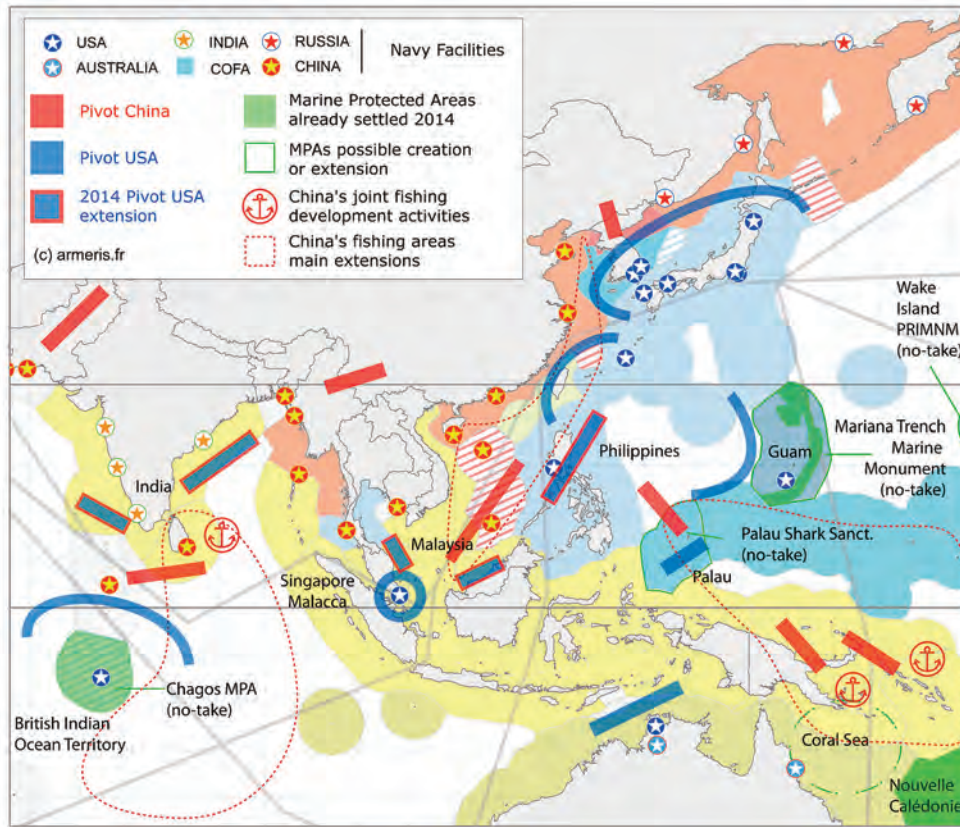 USA
INDIA
RUSSIA
Navy Facilities
AUSTRALIA
COFA
CHINA
Pivot China
Marine Protected Areas
already settled 2014
Pivot USA
MPAs possible creation
or extension
2014 Pivot USA
extension
China's joint fishing
development activities
China's fishing areas
main extensions
(c) armeris.fr
Wake
Island
PRIMNM
(no-take)
Mariana Trench
Marine
Monument
(no-take)
Guam
Philippines
India
Malaysia
Palau Shark Sanct.
(no-take)
Palau
Singapore
Malacca
Chagos MPA
(no-take)
British Indian
Ocean Territory
Coral Sea
Nouvelle
Calédonie